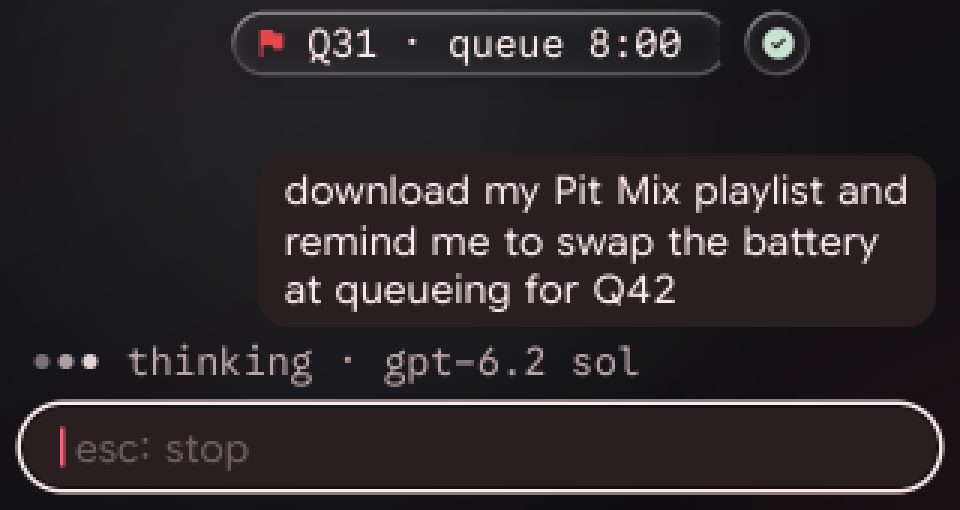 Q31 · queue 8:00
download my Pit Mix playlist and
remind me to swap the battery
at queueing for Q42
thinking · gpt-6.2 sol
esc: stop